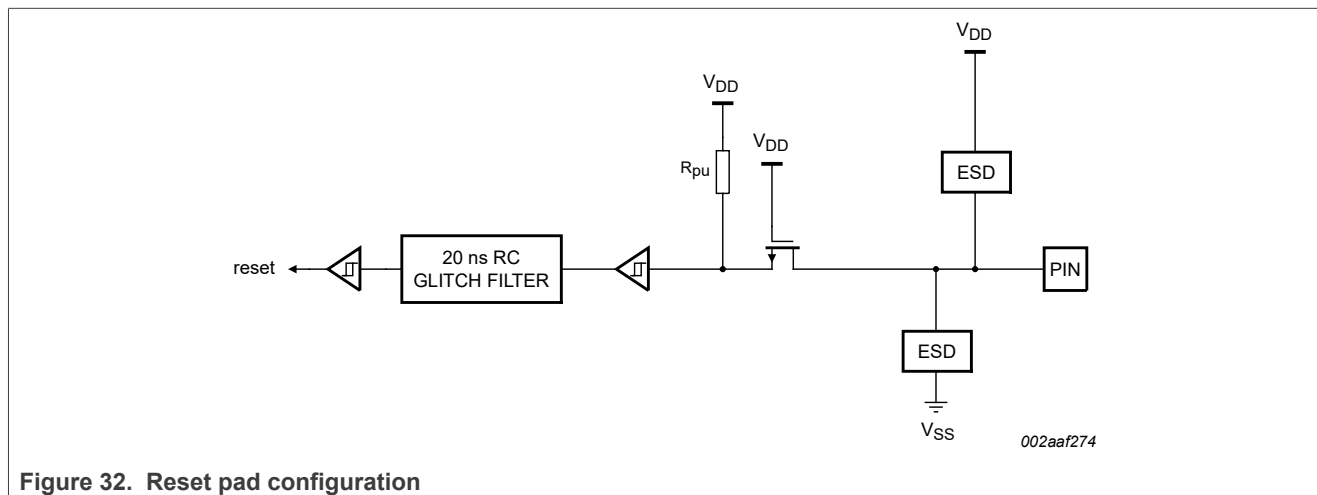 VDD
VDD
VDD
Rpu
ESD
reset
20 ns RC
GLITCH FILTER
PIN
ESD
VSS
002aaf274
Figure 32. Reset pad configuration